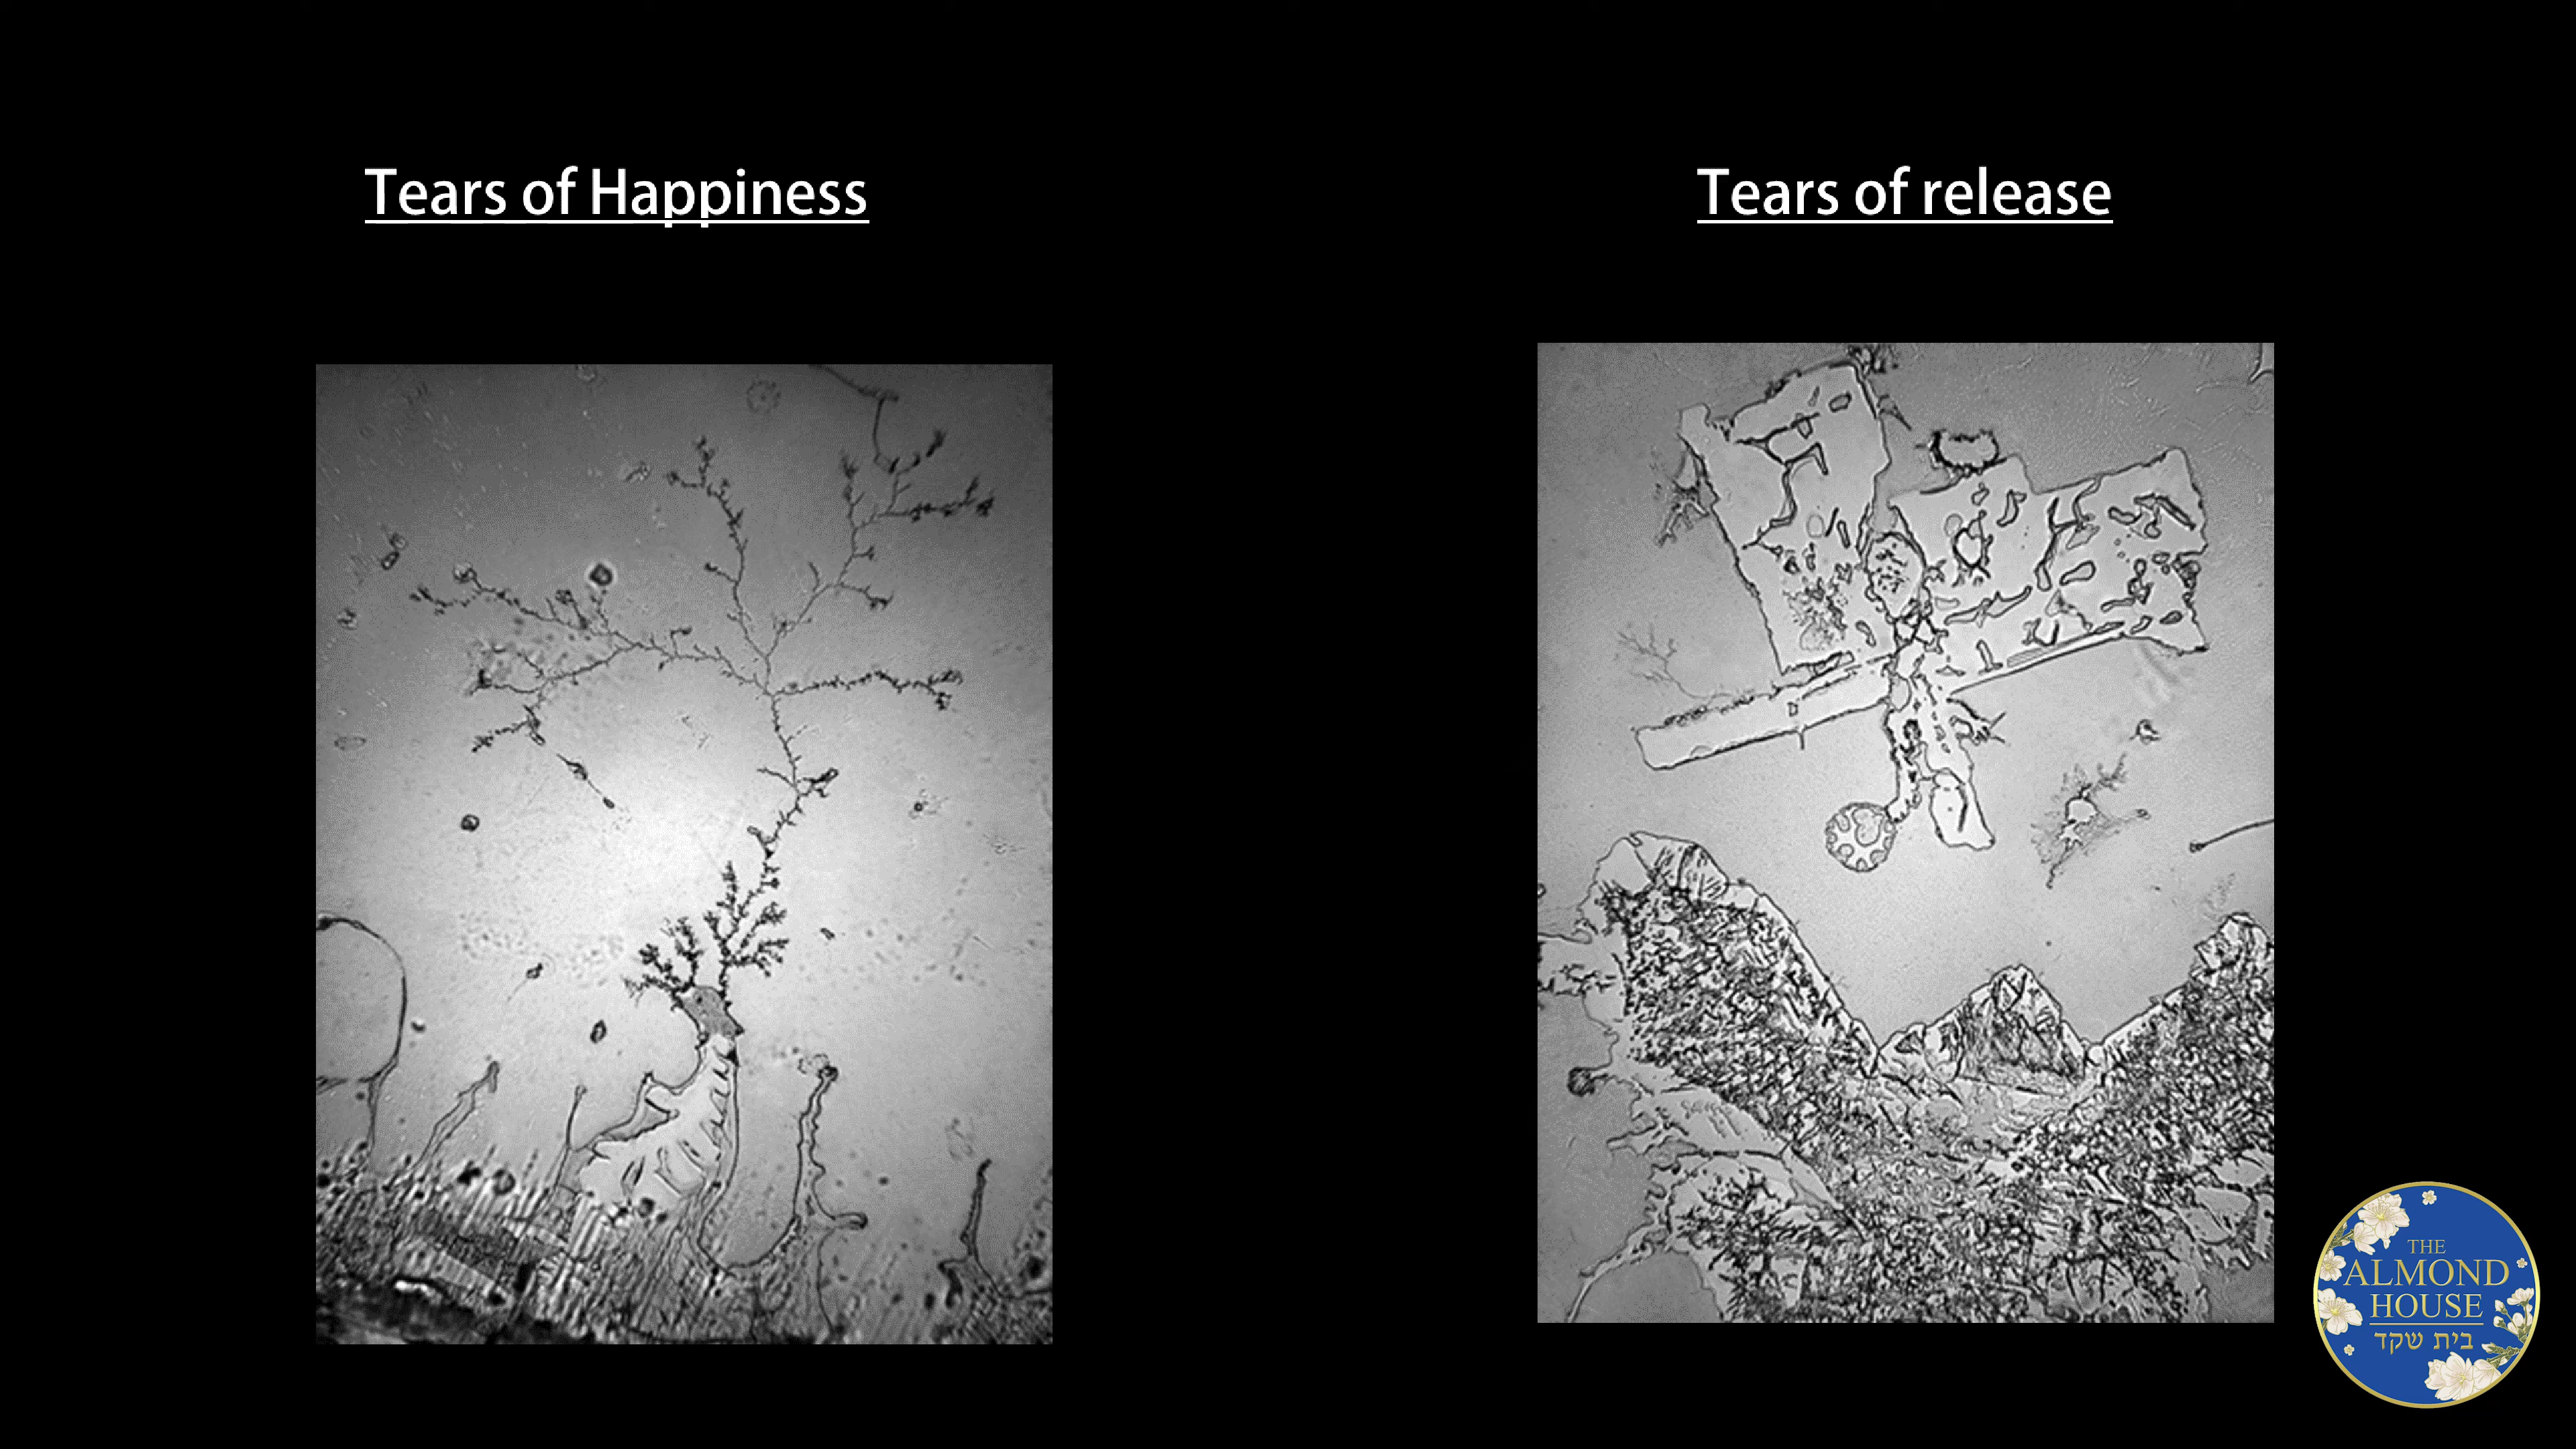 Tears of Happiness
Tears of release
THE
ALMOND
HOUSE
בית שקד